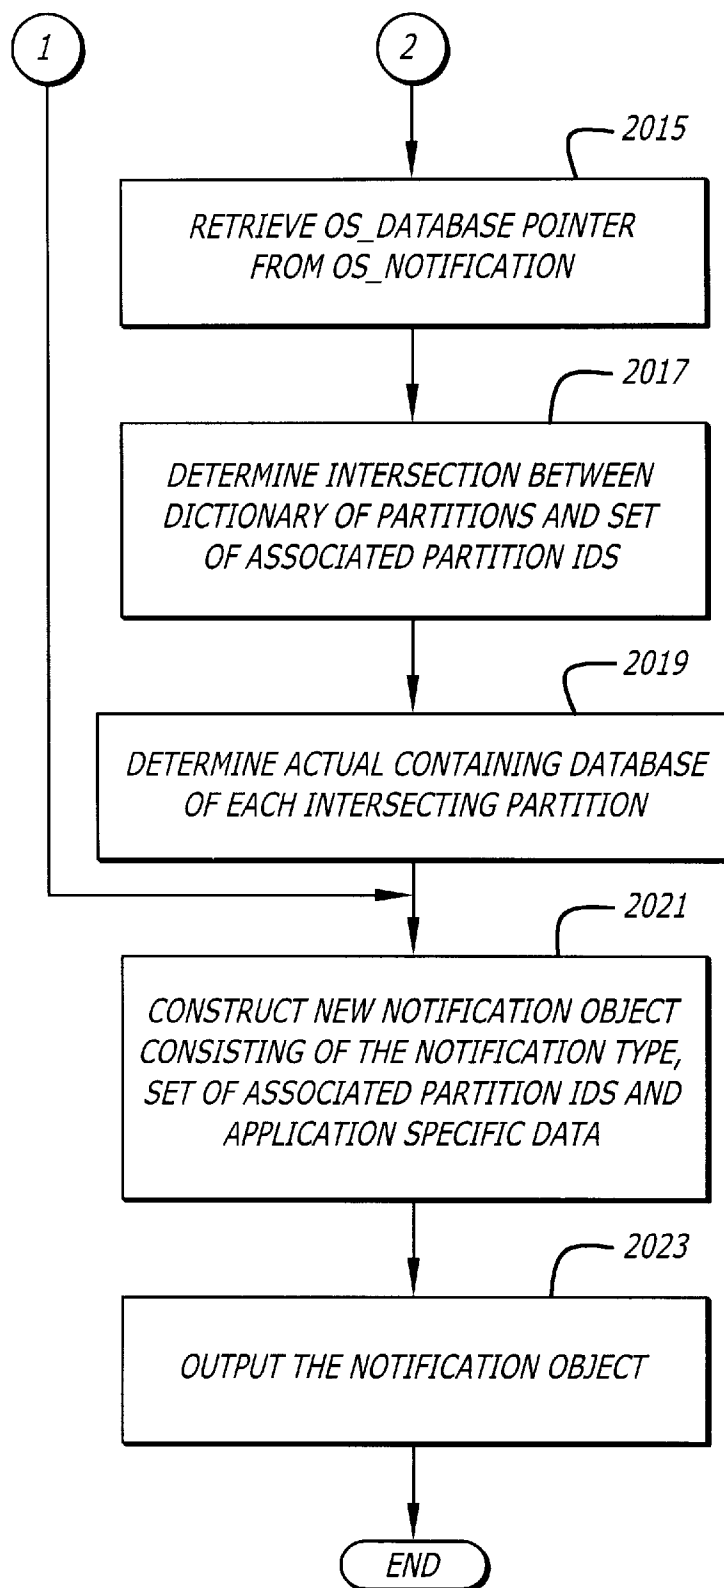 1
2
2015
RETRIEVE OS_DATABASE POINTER
FROM OS_NOTIFICATION
2017
DETERMINE INTERSECTION BETWEEN
DICTIONARY OF PARTITIONS AND SET
OF ASSOCIATED PARTITION IDS
2019
DETERMINE ACTUAL CONTAINING DATABASE
OF EACH INTERSECTING PARTITION
2021
CONSTRUCT NEW NOTIFICATION OBJECT
CONSISTING OF THE NOTIFICATION TYPE,
SET OF ASSOCIATED PARTITION IDS AND
APPLICATION SPECIFIC DATA
2023
OUTPUT THE NOTIFICATION OBJECT
END